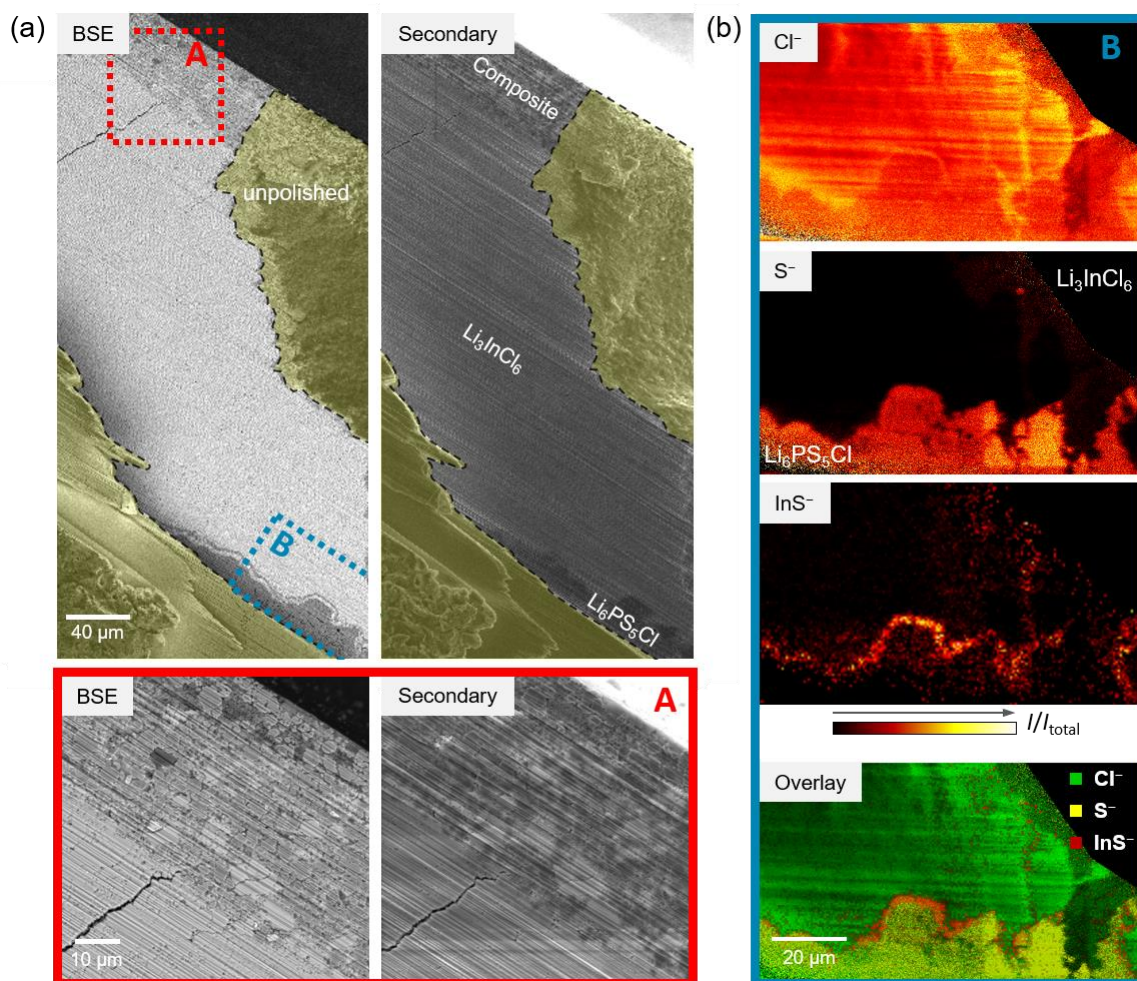 (a)
BSE
A
unpolished
B
40 µm
Secondary
Composite
Li₃InCl₆
Li₆PS₅Cl
BSE
10 µm
Secondary
A
(b)
Cl⁻
B
S⁻
Li₃InCl₆
Li₆PS₅Cl
InS⁻
I/Itotal
Overlay
Cl⁻
S⁻
InS⁻
20 µm